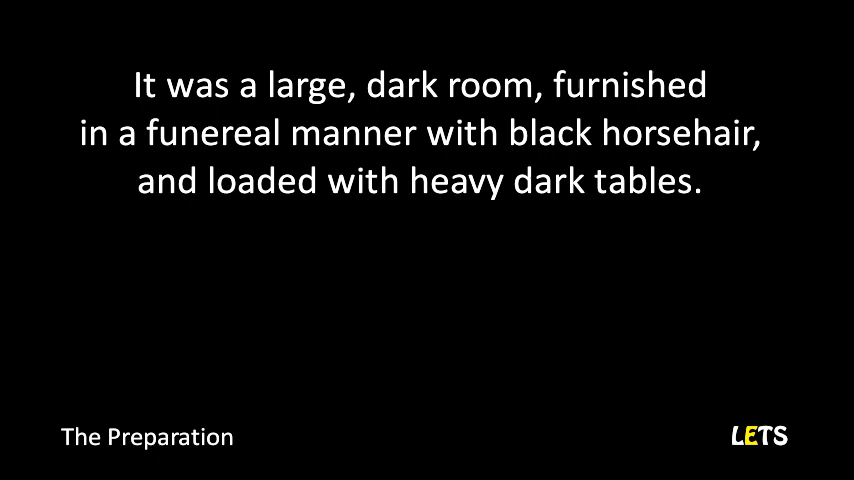 It was a large, dark room, furnished
in a funereal manner with black horsehair,
and loaded with heavy dark tables.
The Preparation
LETS